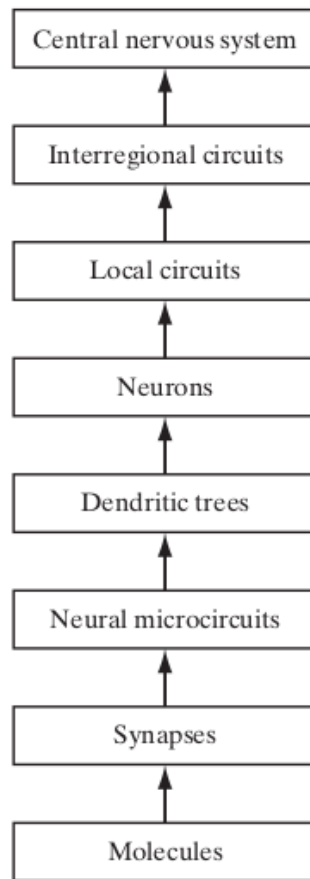 Central nervous system
Interregional circuits
Local circuits
Neurons
Dendritic trees
Neural microcircuits
Synapses
Molecules